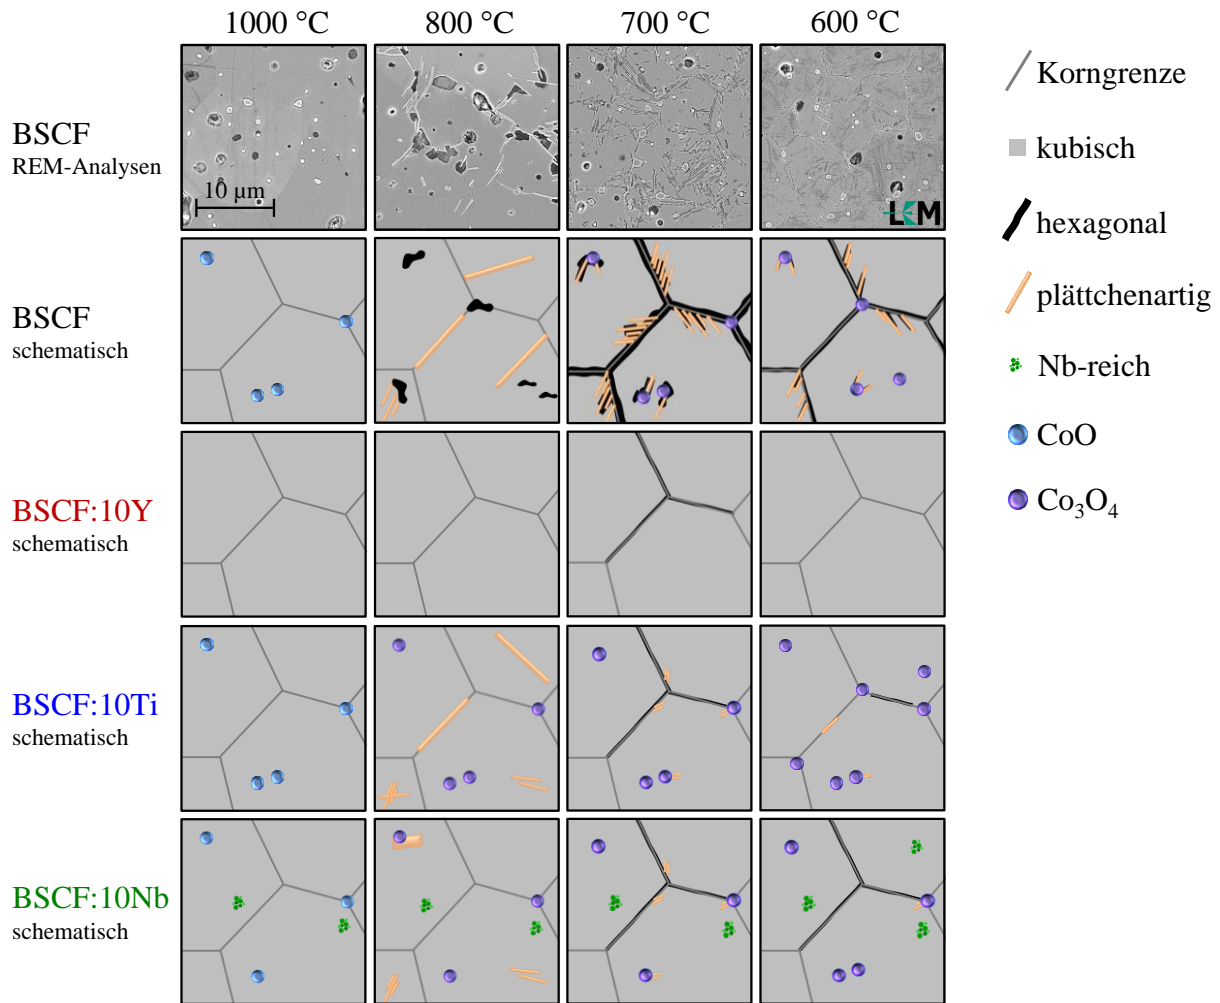 1000 °C
800 °C
700 °C
600 °C
BSCF
REM-Analysen
10 µm
LEM
Korngrenze
kubisch
hexagonal
plättchenartig
Nb-reich
CoO
Co₃O₄
BSCF
schematisch
BSCF:10Y
schematisch
BSCF:10Ti
schematisch
BSCF:10Nb
schematisch